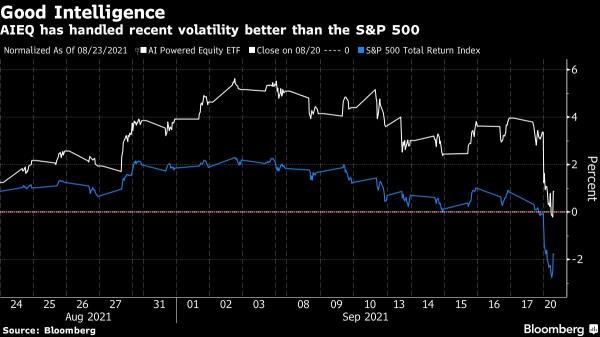 Good Intelligence
AIEQ has handled recent volatility better than the S&P 500
Normalized As Of 08/23/2021 AI Powered Equity ETF Close on 08/20 ---- 0 S&P 500 Total Return Index
6
4
2
0
-2
Percent
24 25 26 27 31 01 02 03 07 08 09 10 13 14 15 16 17 20
Aug 2021 Sep 2021
Source: Bloomberg
Bloomberg